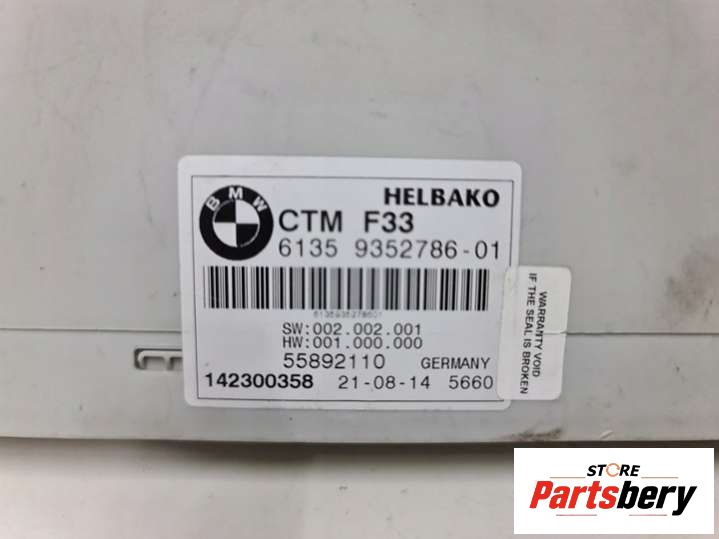 BMW
HELBAKO
CTM F33
6135 9352786-01
6135935278601
SW:002.002.001
HW:001.000.000
55892110 GERMANY
142300358 21-08-14 5660
WARRANTY VOID
IF THE SEAL IS BROKEN
STORE
Partsbery